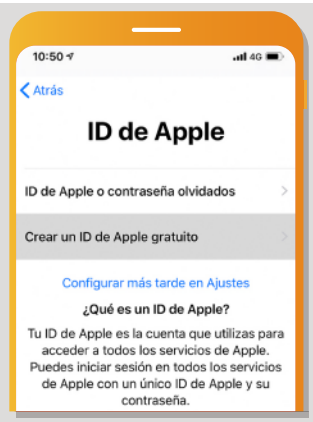 10:50
4G
Atrás
ID de Apple
ID de Apple o contraseña olvidados
Crear un ID de Apple gratuito
Configurar más tarde en Ajustes
¿Qué es un ID de Apple?
Tu ID de Apple es la cuenta que utilizas para
acceder a todos los servicios de Apple.
Puedes iniciar sesión en todos los servicios
de Apple con un único ID de Apple y su
contraseña.